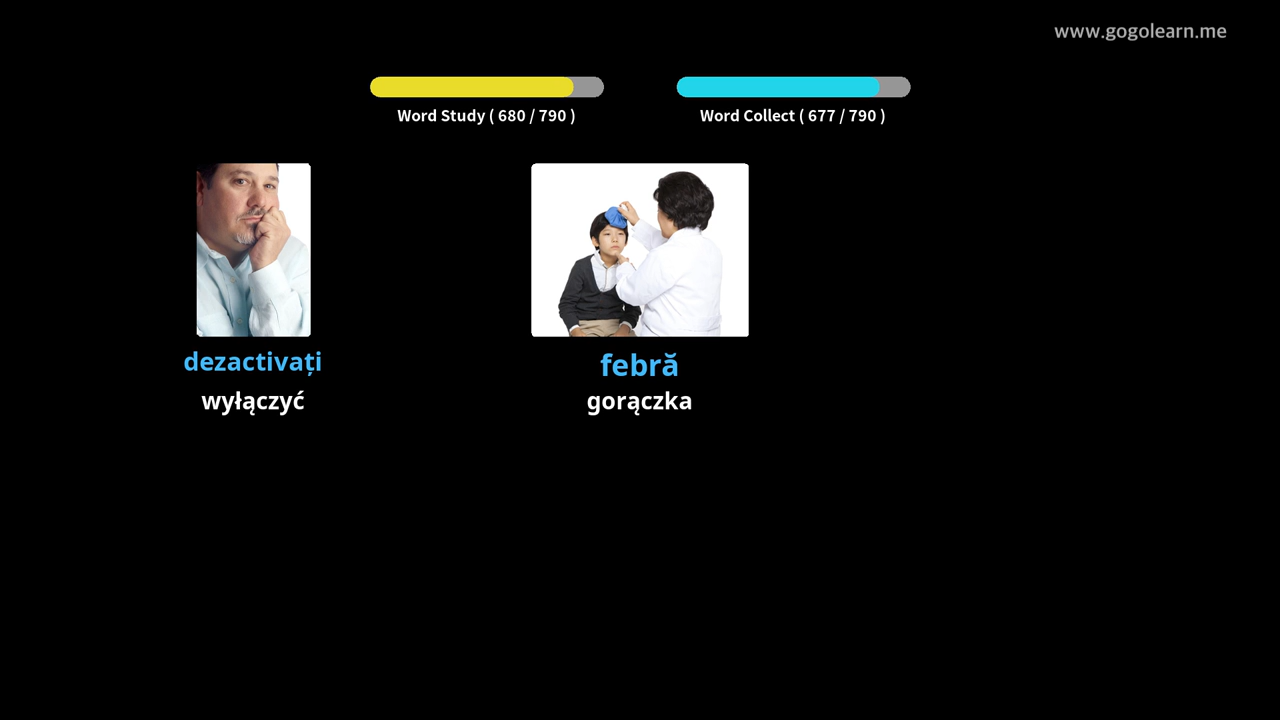 www.gogolearn.me
Word Study ( 680 / 790 )
Word Collect ( 677 / 790 )
dezactivați
wyłączyć
febră
gorączka